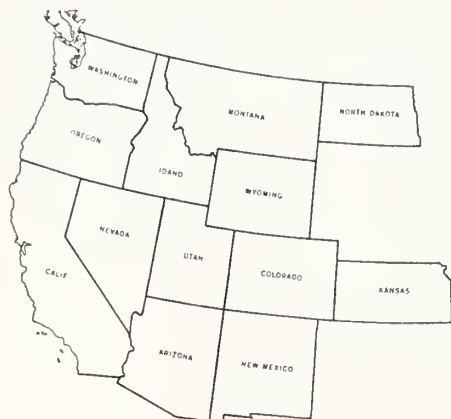 WASHINGTON
MONTANA
NORTH DAKOTA
OREGON
IDAHO
WYOMING
NEVADA
UTAH
COLORADO
CALIF
KANSAS
ARIZONA
NEW MEXICO